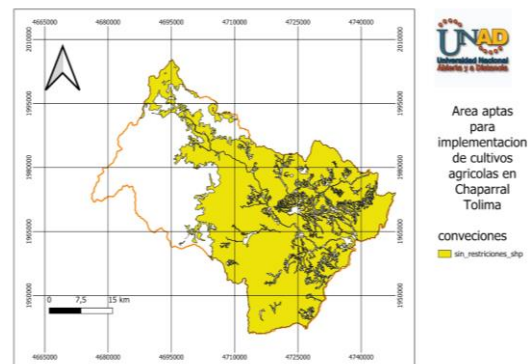 4665000 4680000 4695000 4710000 4725000 4740000
2010000
1995000
1980000
1965000
1950000
0 7,5 15 km
4665000 4680000 4695000 4710000 4725000 4740000
UNAD
Universidad Nacional
Abierta y a Distancia
Area aptas
para
implementacion
de cultivos
agricolas en
Chaparral
Tolima
conveciones
sin_restriciones_shp